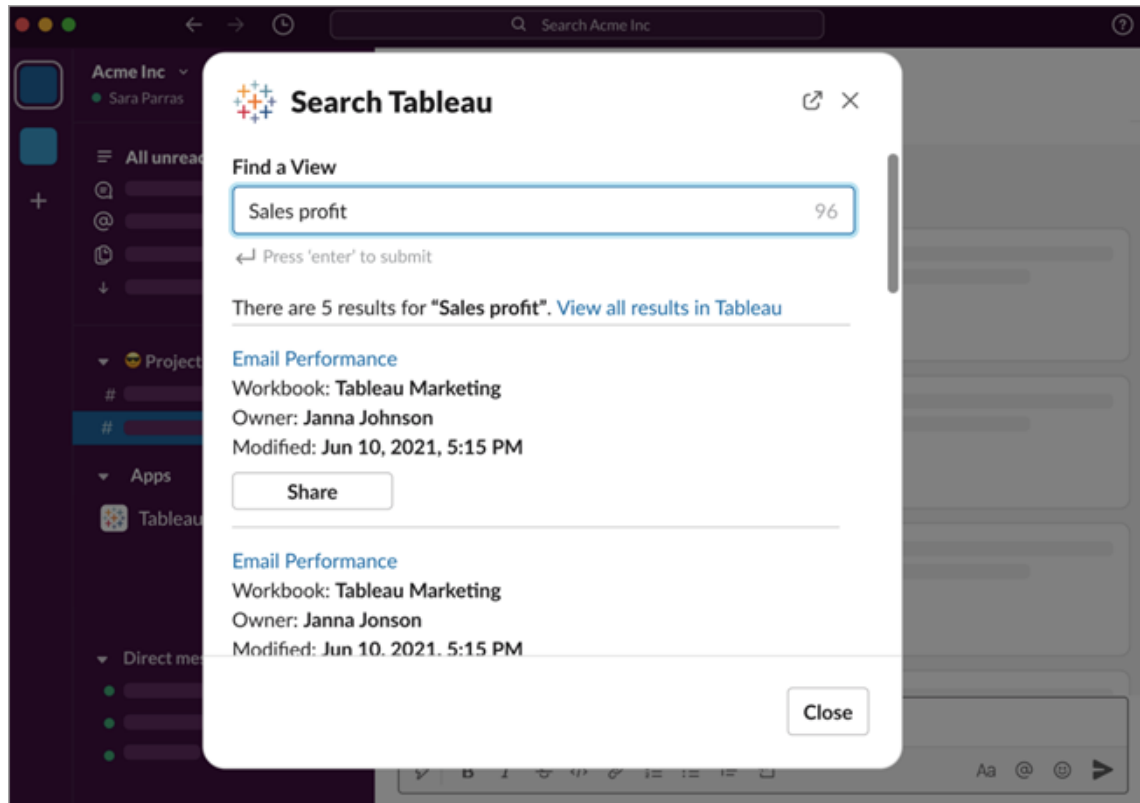 Search Acme Inc
Acme Inc
Sara Parras
All unread
@
Project
#
#
Apps
Tableau
Direct mes
Search Tableau
Find a View
Sales profit 96
Press 'enter' to submit
There are 5 results for “Sales profit”. View all results in Tableau
Email Performance
Workbook: Tableau Marketing
Owner: Janna Johnson
Modified: Jun 10, 2021, 5:15 PM
Share
Email Performance
Workbook: Tableau Marketing
Owner: Janna Jonson
Modified: Jun 10, 2021, 5:15 PM
Close
B I
Aa @